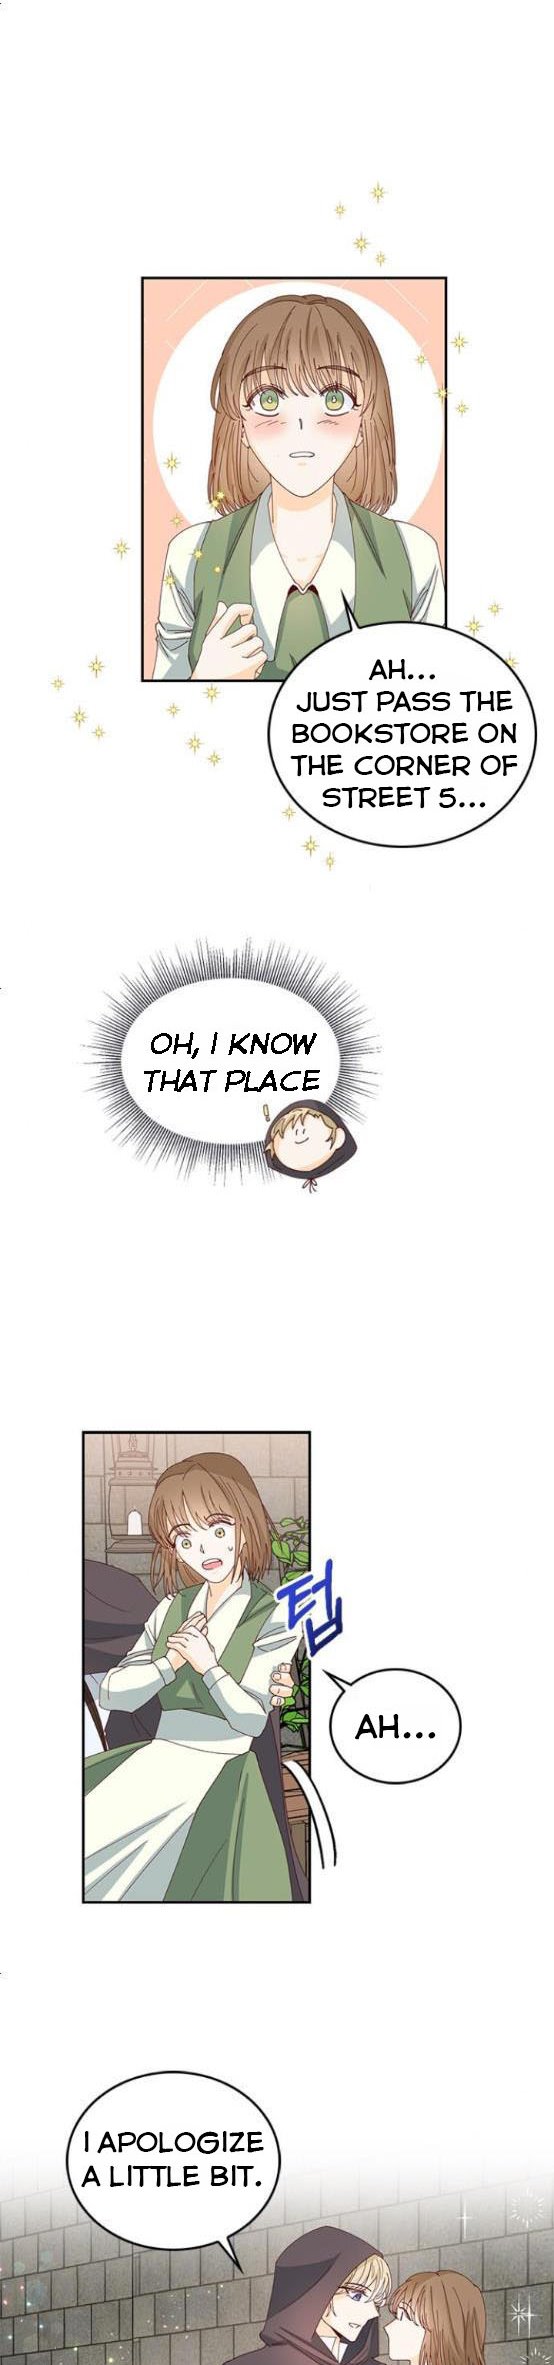 AH...
JUST PASS THE
BOOKSTORE ON
THE CORNER OF
STREET 5...
!
OH, I KNOW
THAT PLACE
텁
AH...
I APOLOGIZE
A LITTLE BIT.